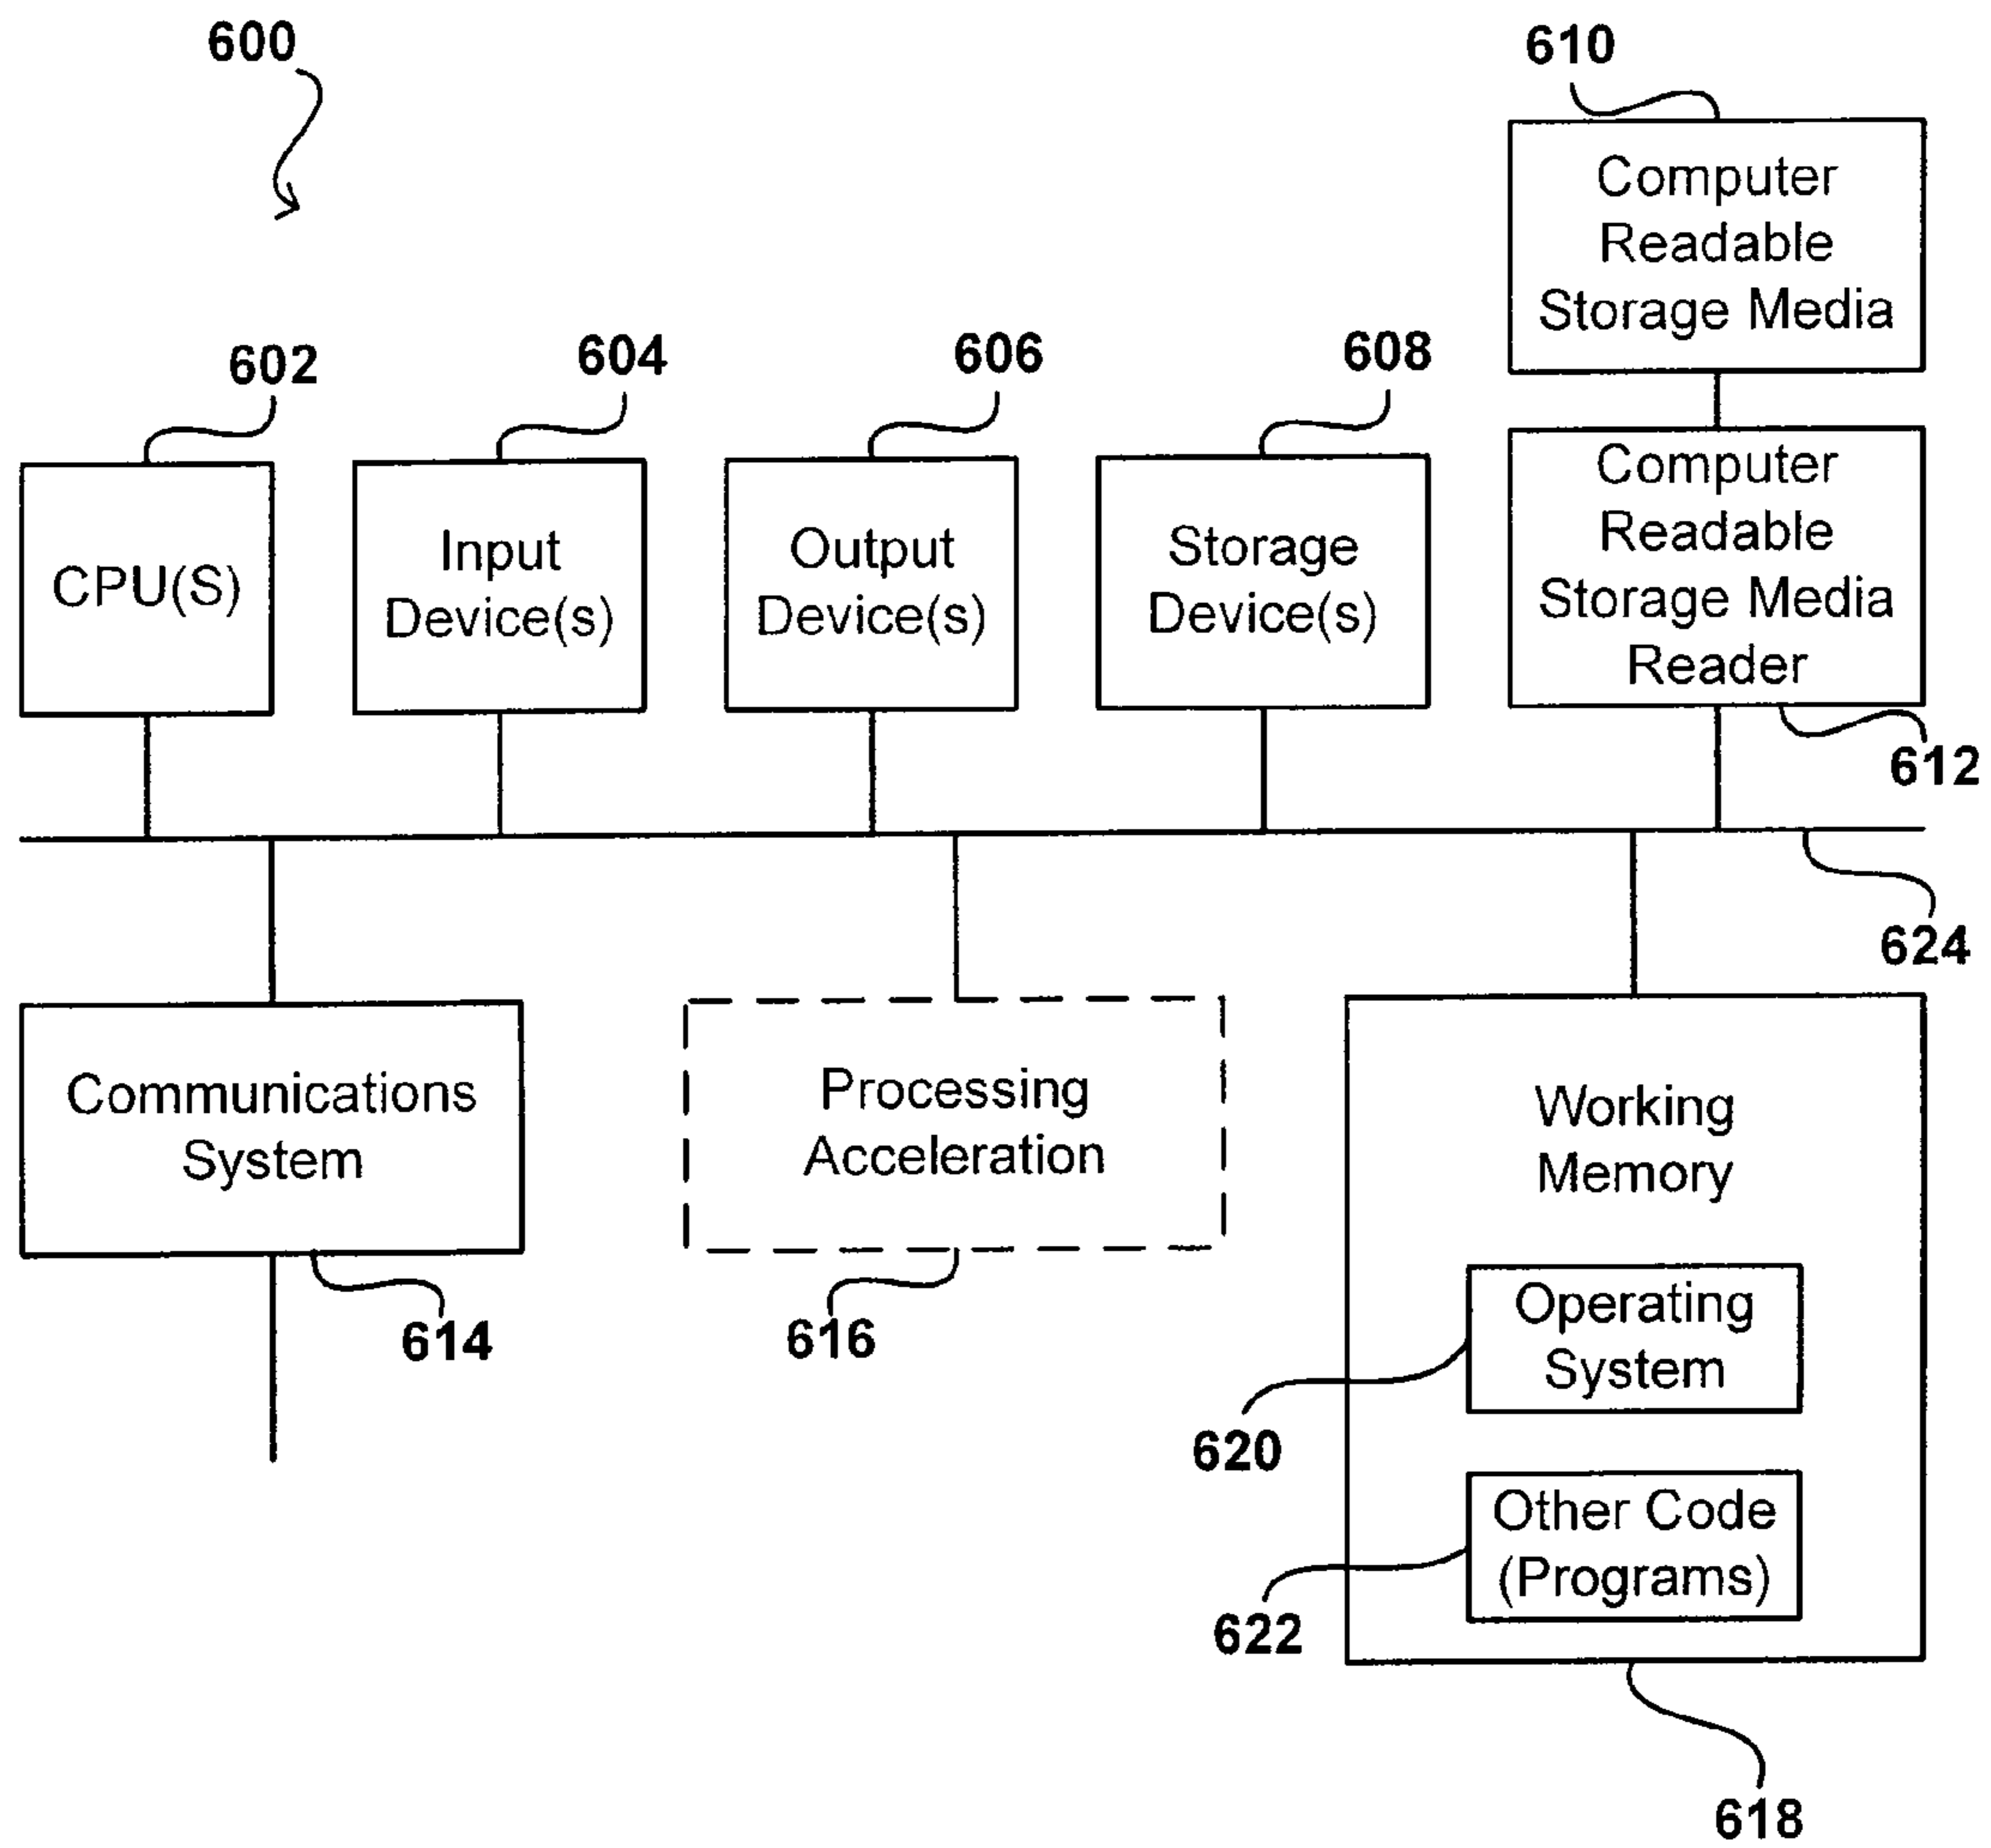 600
610
Computer
Readable
Storage Media
602
604
606
608
CPU(S)
Input
Device(s)
Output
Device(s)
Storage
Device(s)
Computer
Readable
Storage Media
Reader
612
624
Communications
System
614
Processing
Acceleration
616
Working
Memory
Operating
System
620
Other Code
(Programs)
622
618